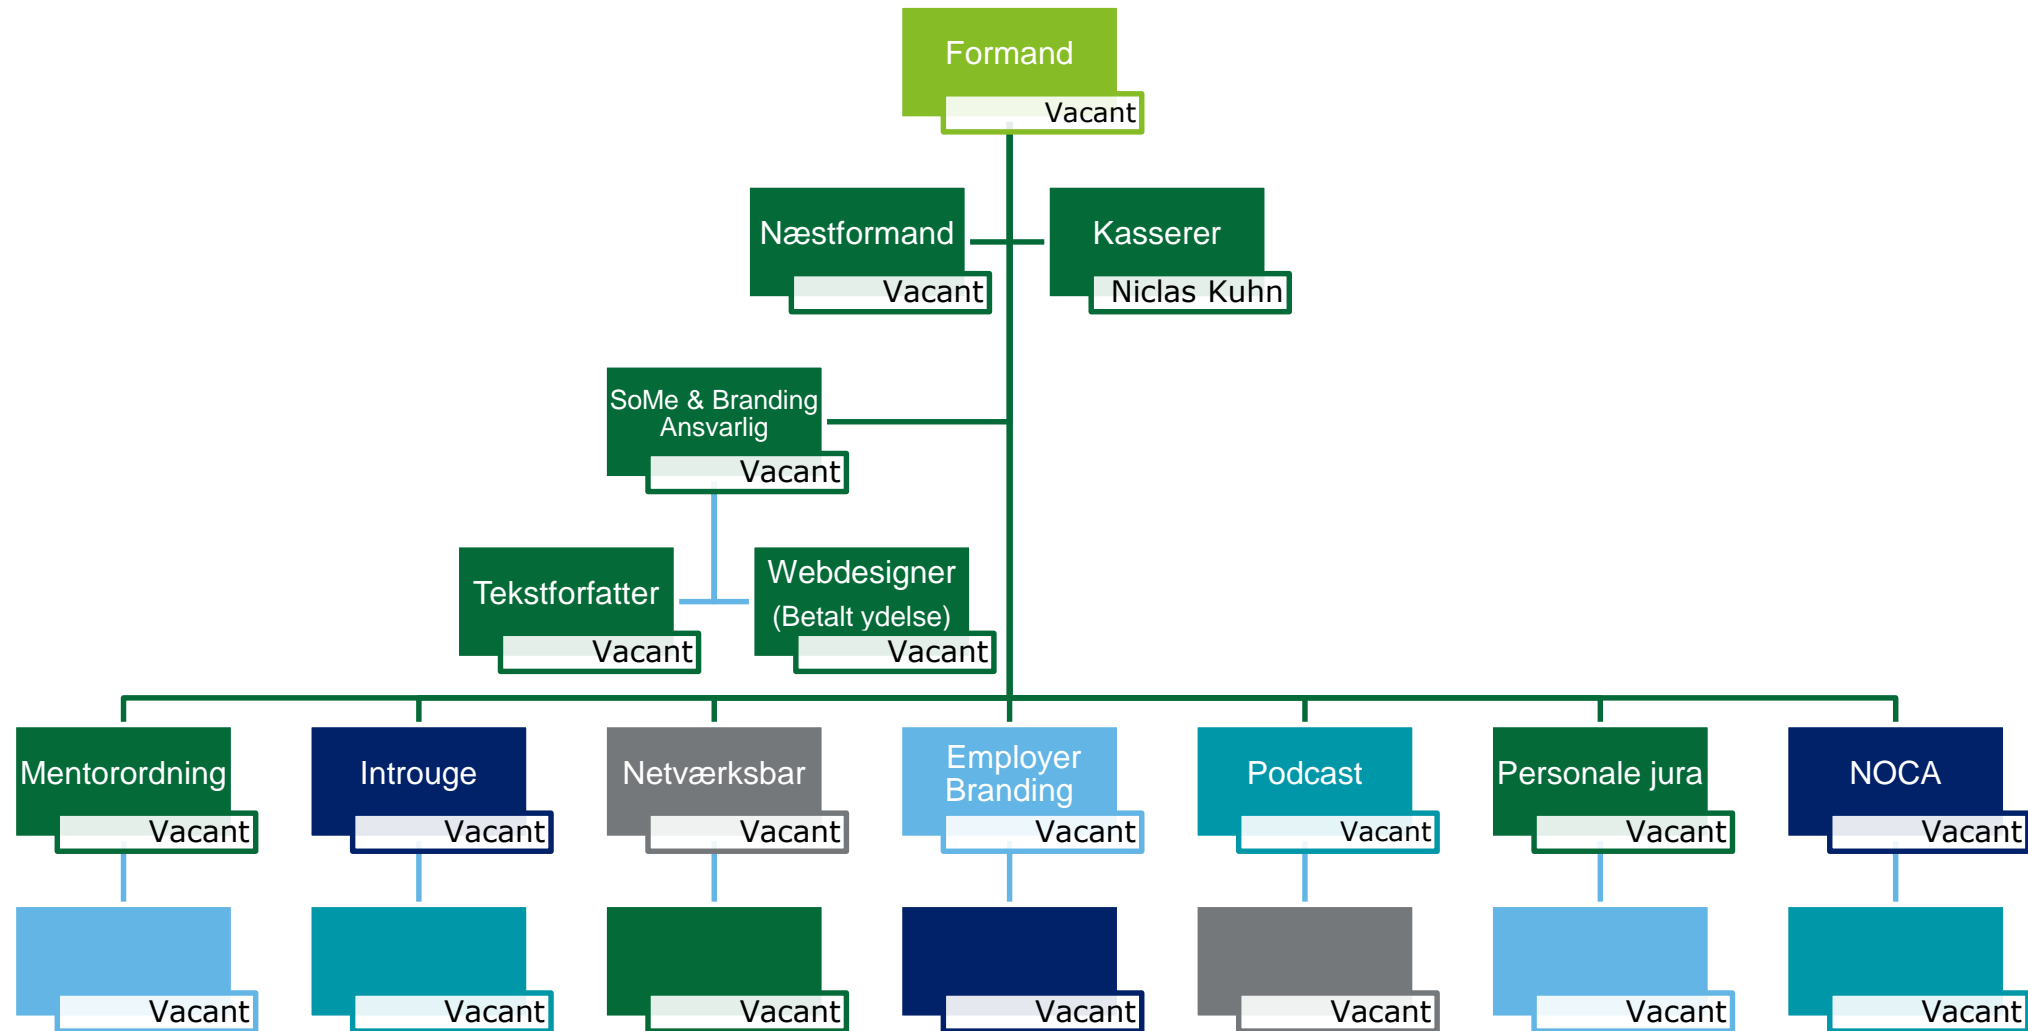 Formand
Vacant
Næstformand
Vacant
Kasserer
Niclas Kuhn
SoMe & Branding
Ansvarlig
Vacant
Tekstforfatter
Vacant
Webdesigner
(Betalt ydelse)
Vacant
Mentorordning
Vacant
Introuge
Vacant
Netværksbar
Vacant
Employer
Branding
Vacant
Podcast
Vacant
Personale jura
Vacant
NOCA
Vacant
Vacant
Vacant
Vacant
Vacant
Vacant
Vacant
Vacant